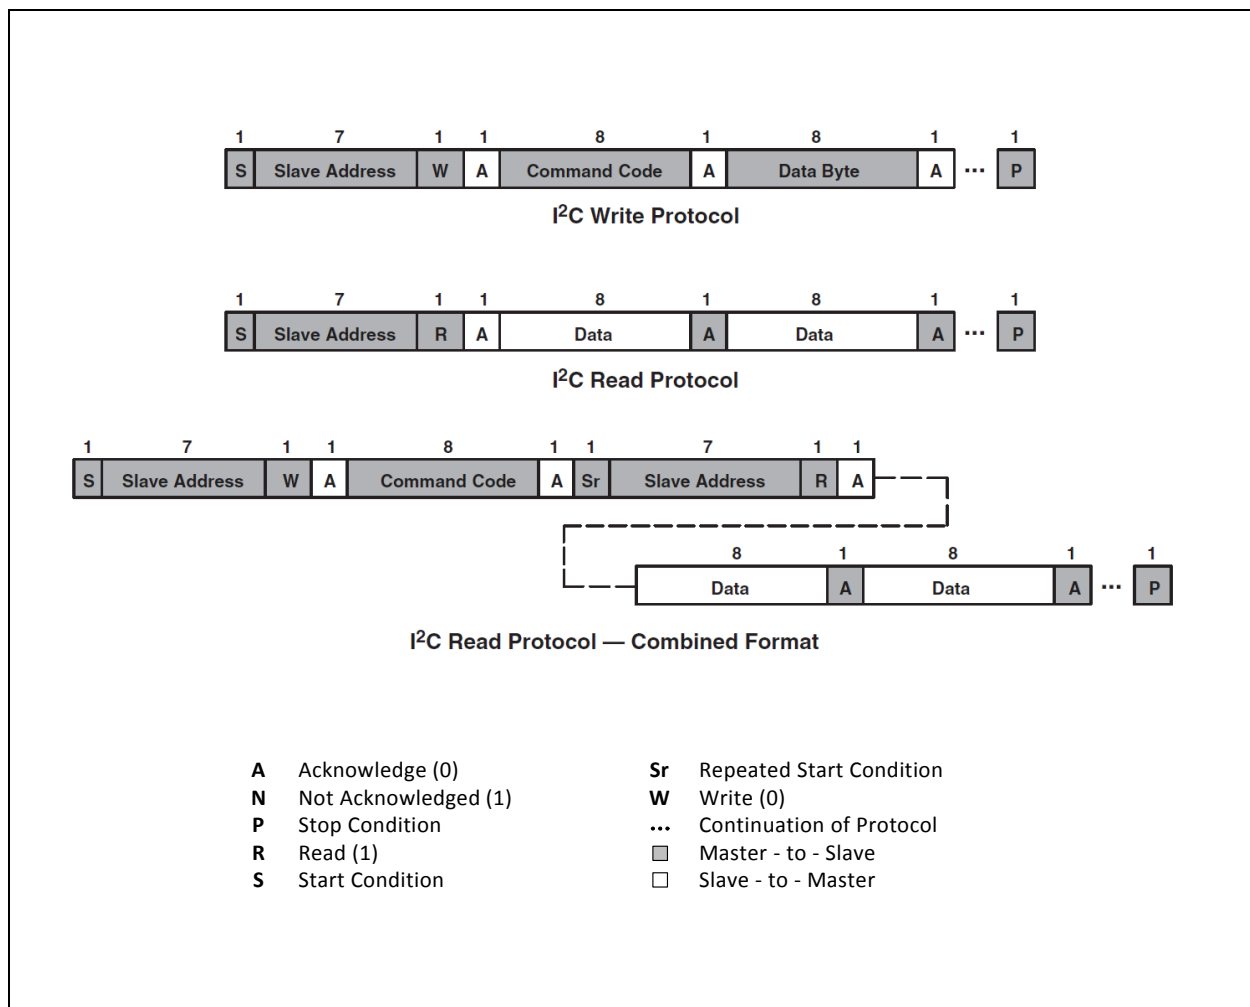 1 7 1 1 8 1 8 1 1
S Slave Address W A Command Code A Data Byte A ... P
I²C Write Protocol
1 7 1 1 8 1 8 1 1
S Slave Address R A Data A Data A ... P
I²C Read Protocol
1 7 1 1 8 1 1 7 1 1
S Slave Address W A Command Code A Sr Slave Address R A
8 1 8 1 1
Data A Data A ... P
I²C Read Protocol — Combined Format
A Acknowledge (0) Sr Repeated Start Condition
N Not Acknowledged (1) W Write (0)
P Stop Condition ... Continuation of Protocol
R Read (1) Master - to - Slave
S Start Condition Slave - to - Master